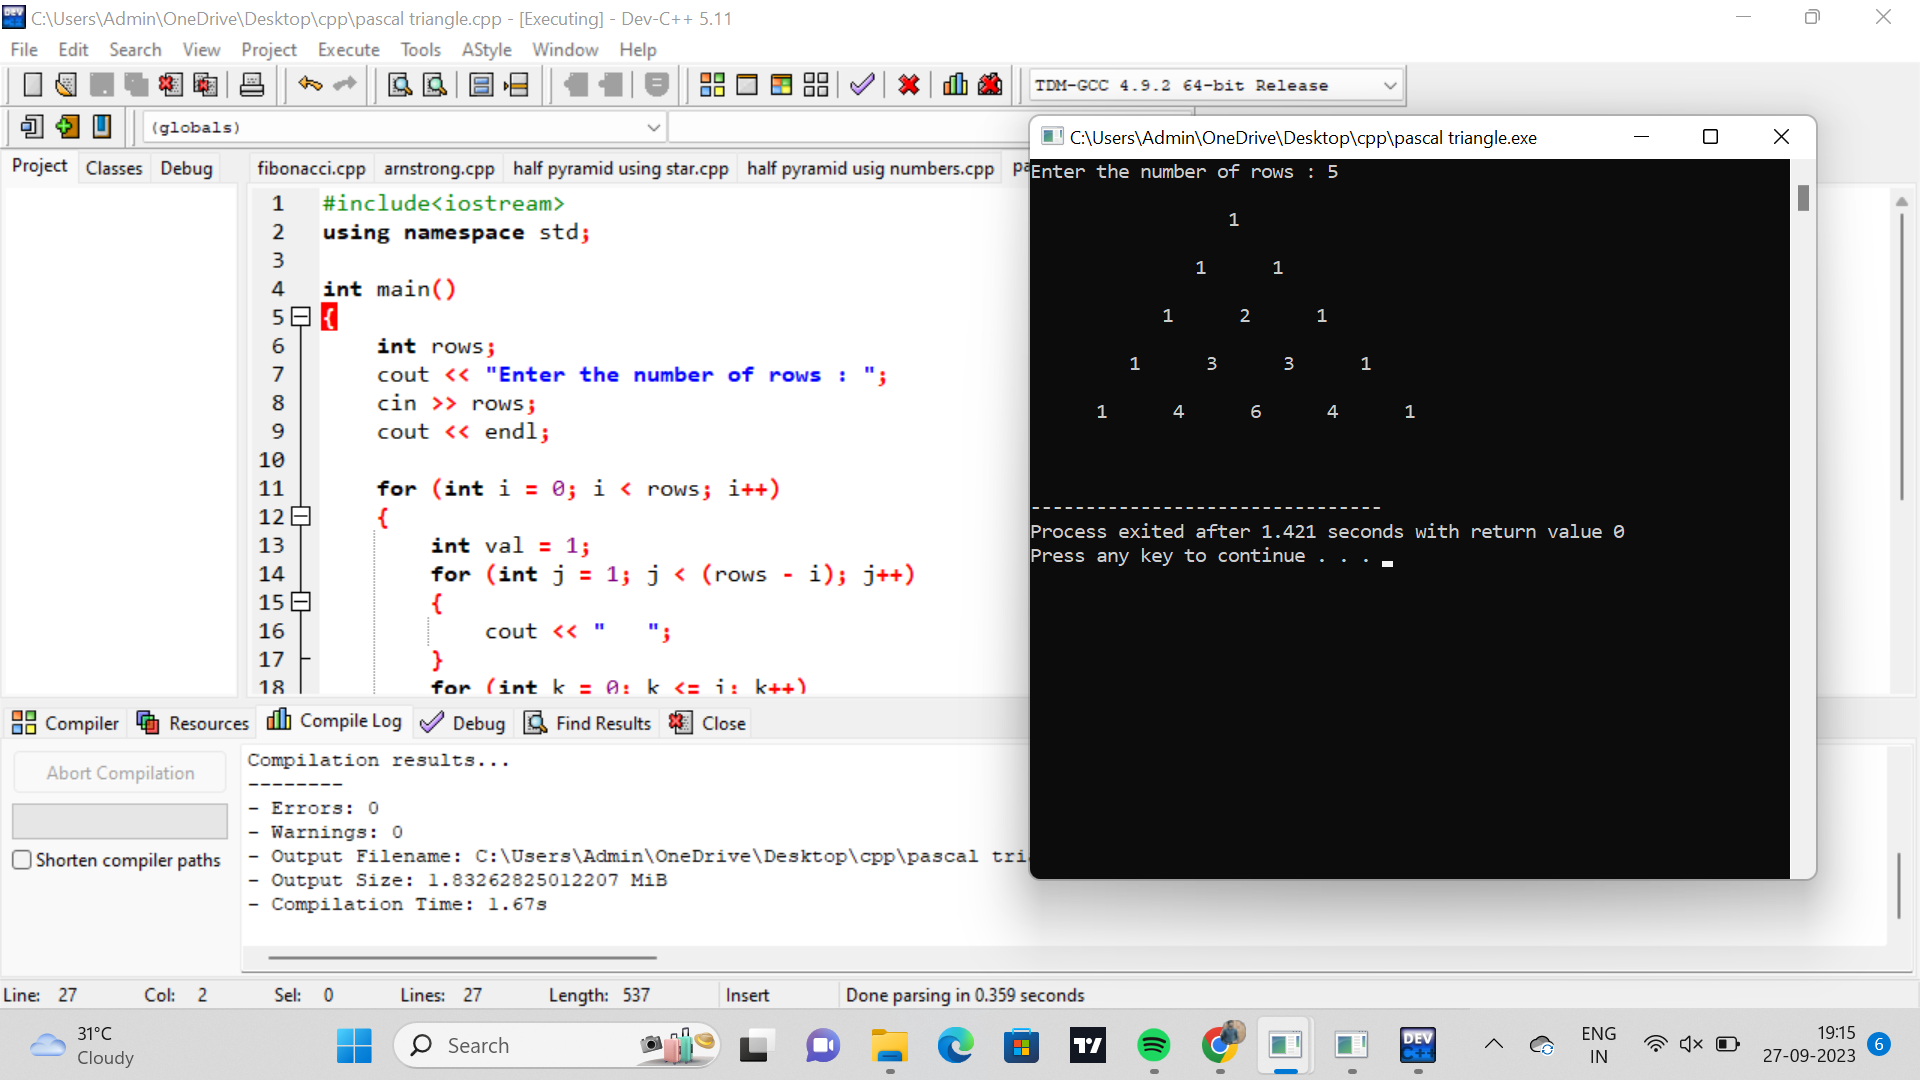 C:\Users\Admin\OneDrive\Desktop\cpp\pascal triangle.cpp - [Executing] - Dev-C++ 5.11
File Edit Search View Project Execute Tools AStyle Window Help
TDM-GCC 4.9.2 64-bit Release
(globals)
Project Classes Debug
fibonacci.cpp arnstrong.cpp half pyramid using star.cpp half pyramid usig numbers.cpp
1 #include<iostream>
2 using namespace std;
3
4 int main()
5 {
6 int rows;
7 cout << "Enter the number of rows : ";
8 cin >> rows;
9 cout << endl;
10
11 for (int i = 0; i < rows; i++)
12 {
13 int val = 1;
14 for (int j = 1; j < (rows - i); j++)
15 {
16 cout << "   ";
17 }
18 for (int k = 0; k <= i; k++)
C:\Users\Admin\OneDrive\Desktop\cpp\pascal triangle.exe
Enter the number of rows : 5
1
1 1
1 2 1
1 3 3 1
1 4 6 4 1
--------------------------------
Process exited after 1.421 seconds with return value 0
Press any key to continue . . .
Compiler Resources Compile Log Debug Find Results Close
Abort Compilation
Shorten compiler paths
Compilation results...
--------
- Errors: 0
- Warnings: 0
- Output Filename: C:\Users\Admin\OneDrive\Desktop\cpp\pascal tri
- Output Size: 1.83262825012207 MiB
- Compilation Time: 1.67s
Line: 27 Col: 2 Sel: 0 Lines: 27 Length: 537 Insert Done parsing in 0.359 seconds
31°C
Cloudy
Search
DEV
C++
ENG
IN
19:15
27-09-2023
6